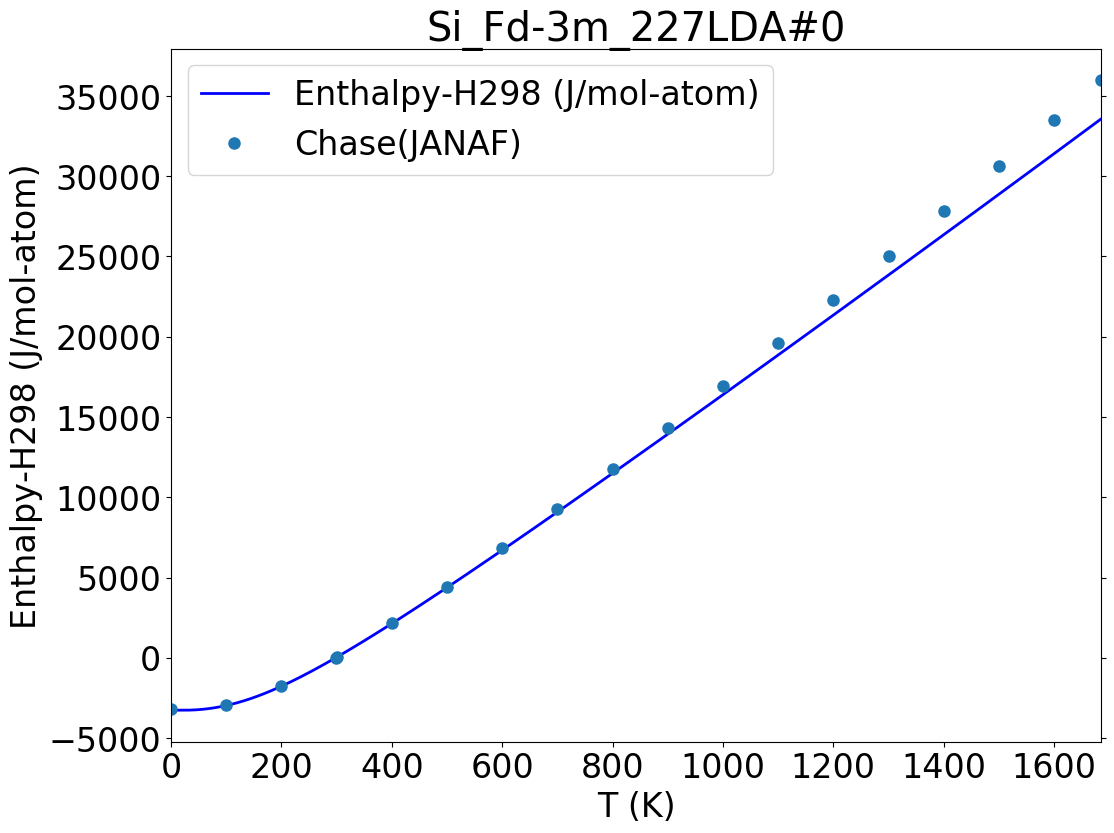 Si_Fd-3m_227LDA#0
Enthalpy-H298 (J/mol-atom)
Chase(JANAF)
Enthalpy-H298 (J/mol-atom)
35000
30000
25000
20000
15000
10000
5000
0
−5000
0 200 400 600 800 1000 1200 1400 1600
T (K)